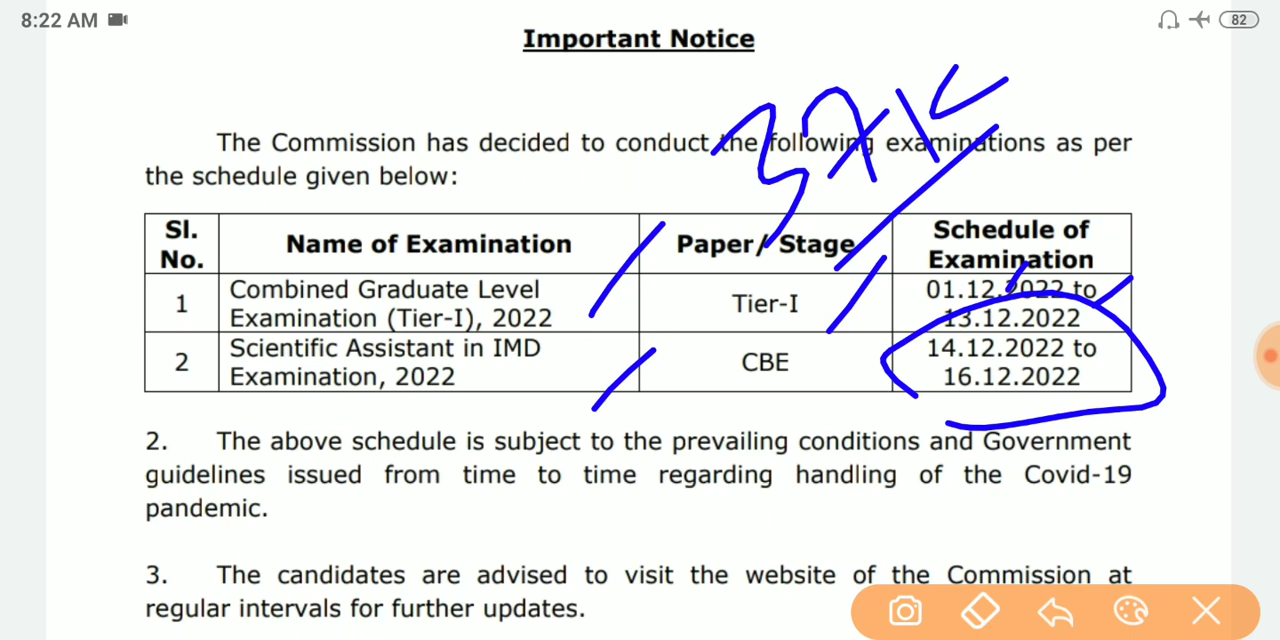 8:22 AM
82
Important Notice
The Commission has decided to conduct the following examinations as per
the schedule given below:
Sl. No. Name of Examination Paper/ Stage Schedule of Examination
1 Combined Graduate Level Examination (Tier-I), 2022 Tier-I 01.12.2022 to 13.12.2022
2 Scientific Assistant in IMD Examination, 2022 CBE 14.12.2022 to 16.12.2022
2. The above schedule is subject to the prevailing conditions and Government
guidelines issued from time to time regarding handling of the Covid-19
pandemic.
3. The candidates are advised to visit the website of the Commission at
regular intervals for further updates.